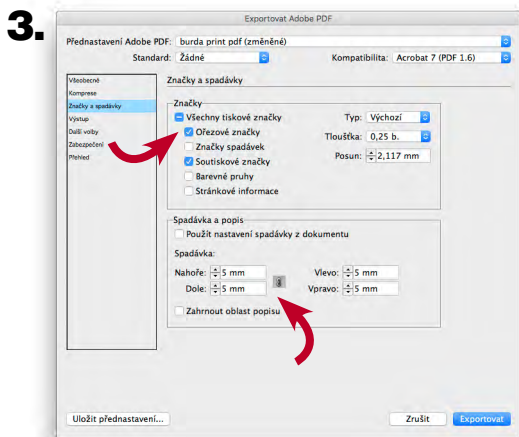 3.
Exportovat Adobe PDF
Přednastavení Adobe PDF: burda print pdf (změněné)
Standard: Žádné Kompatibilita: Acrobat 7 (PDF 1.6)
Všeobecné
Komprese
Značky a spadávky
Výstup
Další volby
Zabezpečení
Přehled
Značky a spadávky
Značky
Všechny tiskové značky
Ořezové značky
Značky spadávek
Soutiskové značky
Barevné pruhy
Stránkové informace
Typ: Výchozí
Tloušťka: 0,25 b.
Posun: 2,117 mm
Spadávka a popis
Použít nastavení spadávky z dokumentu
Spadávka:
Nahoře: 5 mm Vlevo: 5 mm
Dole: 5 mm Vpravo: 5 mm
Zahrnout oblast popisu
Uložit přednastavení... Zrušit Exportovat